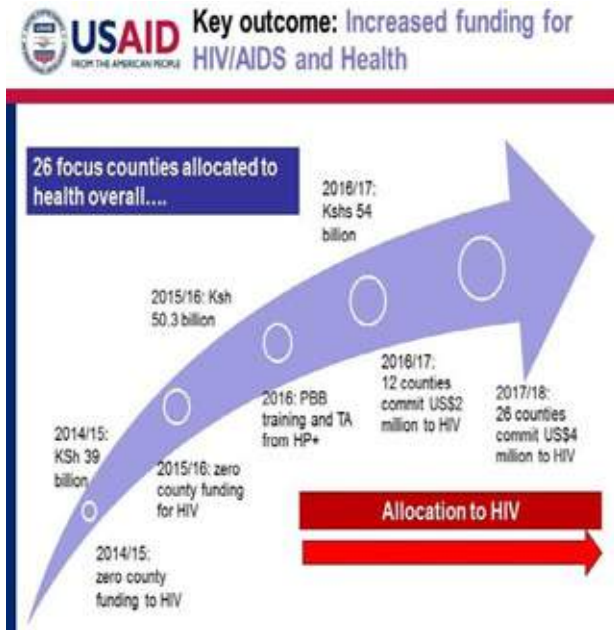 USAID
FROM THE AMERICAN PEOPLE
Key outcome: Increased funding for
HIV/AIDS and Health
26 focus counties allocated to
health overall....
2016/17:
Kshs 54
billion
2015/16: Ksh
50.3 billion
2014/15:
KSh 39
billion
2014/15:
zero county
funding to HIV
2015/16: zero
county funding
for HIV
2016: PBB
training and TA
from HP+
2016/17:
12 counties
commit US$2
million to HIV
2017/18:
26 counties
commit US$4
million to HIV
Allocation to HIV